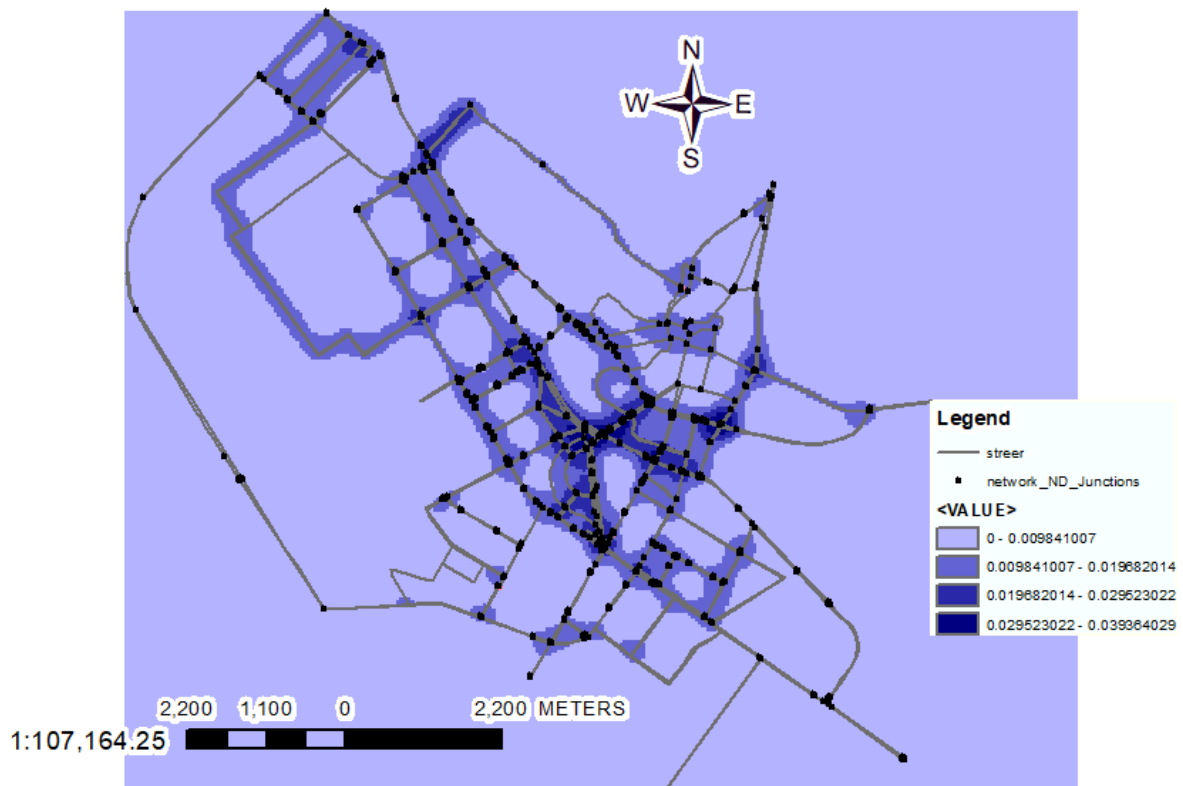 N
W E
S
Legend
streer
network_ND_Junctions
<VALUE>
0 - 0.009841007
0.009841007 - 0.019682014
0.019682014 - 0.029523022
0.029523022 - 0.039364029
2,200 1,100 0 2,200 METERS
1:107,164.25